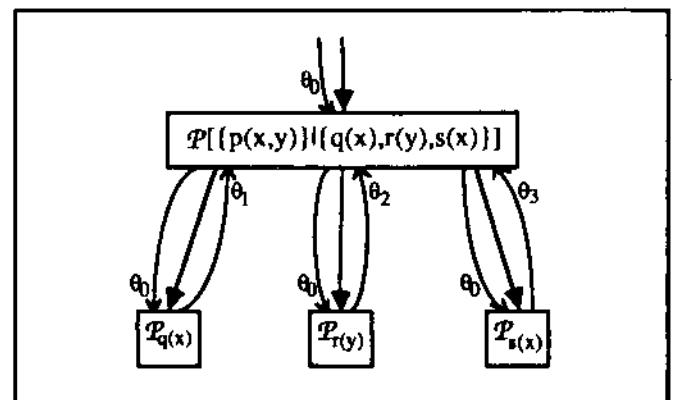 θ0
𝒫[{p(x,y)}|{q(x),r(y),s(x)}]
θ1 θ2 θ3
θ0 θ0 θ0
𝒫q(x) 𝒫r(y) 𝒫s(x)